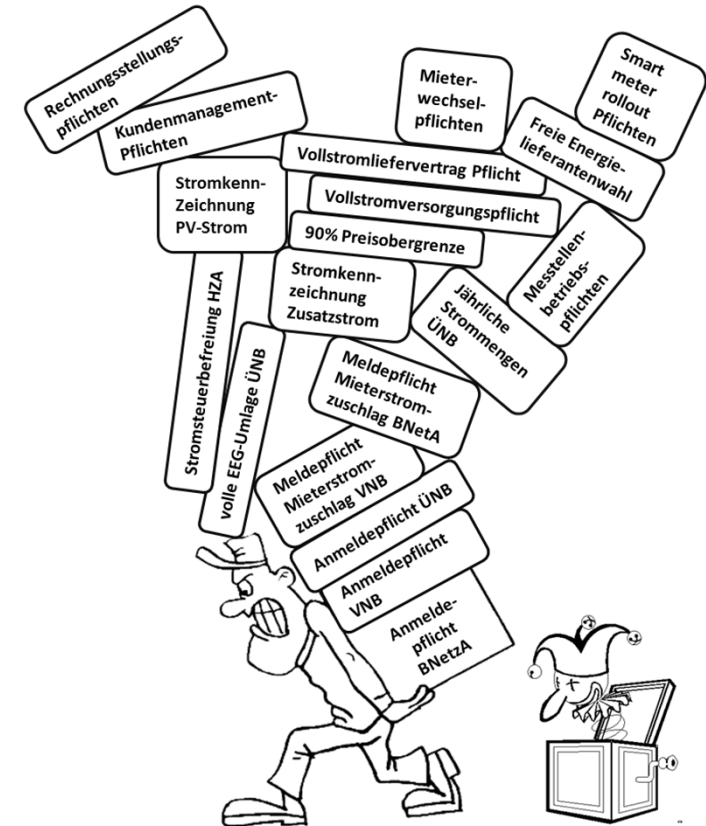 Rechnungsstellungs-
pflichten
Kundenmanagement-
Pflichten
Mieter-
wechsel-
pflichten
Smart
meter
rollout
Pflichten
Freie Energie-
lieferantenwahl
Vollstromliefervertrag Pflicht
Stromkenn-
Zeichnung
PV-Strom
Vollstromversorgungspflicht
90% Preisobergrenze
Messtellen-
betriebs-
pflichten
Stromkenn-
zeichnung
Zusatzstrom
Jährliche
Strommengen
ÜNB
Stromsteuerbefreiung HZA
volle EEG-Umlage ÜNB
Meldepflicht
Mieterstrom-
zuschlag BNetA
Meldepflicht
Mieterstrom-
zuschlag VNB
Anmeldepflicht ÜNB
Anmeldepflicht
VNB
Anmelde-
pflicht
BNetzA